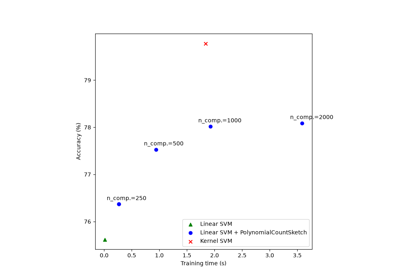 79
78
77
76
Accuracy (%)
n_comp.=1000
n_comp.=2000
n_comp.=500
n_comp.=250
Linear SVM
Linear SVM + PolynomialCountSketch
Kernel SVM
0.0 0.5 1.0 1.5 2.0 2.5 3.0 3.5
Training time (s)